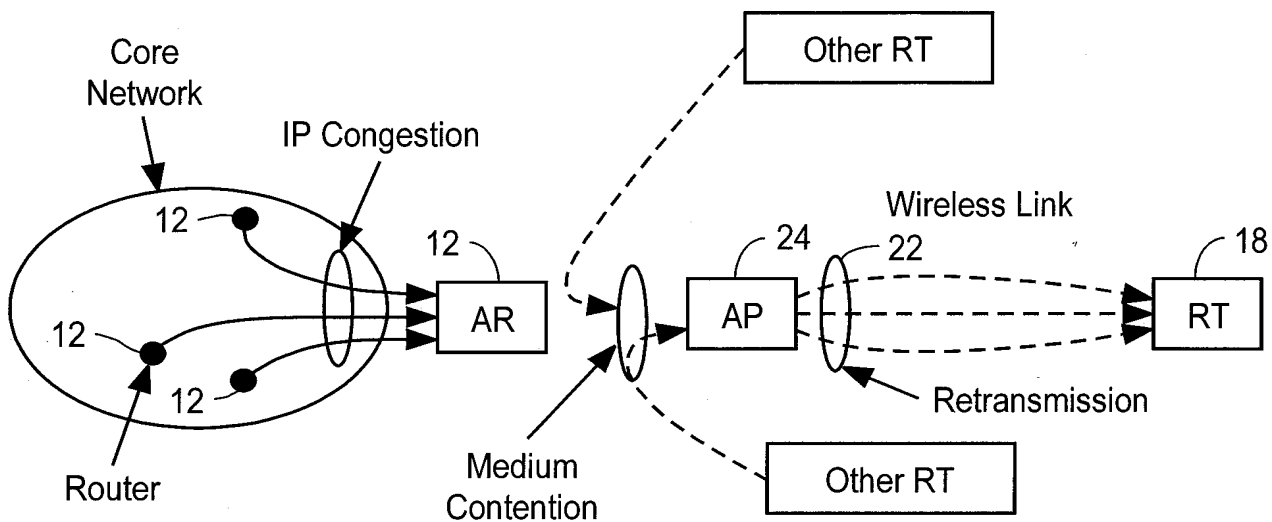 Core
Network
IP Congestion
Other RT
Wireless Link
12
12
24
22
18
12
12
AR
AP
RT
Router
Medium
Contention
Retransmission
Other RT